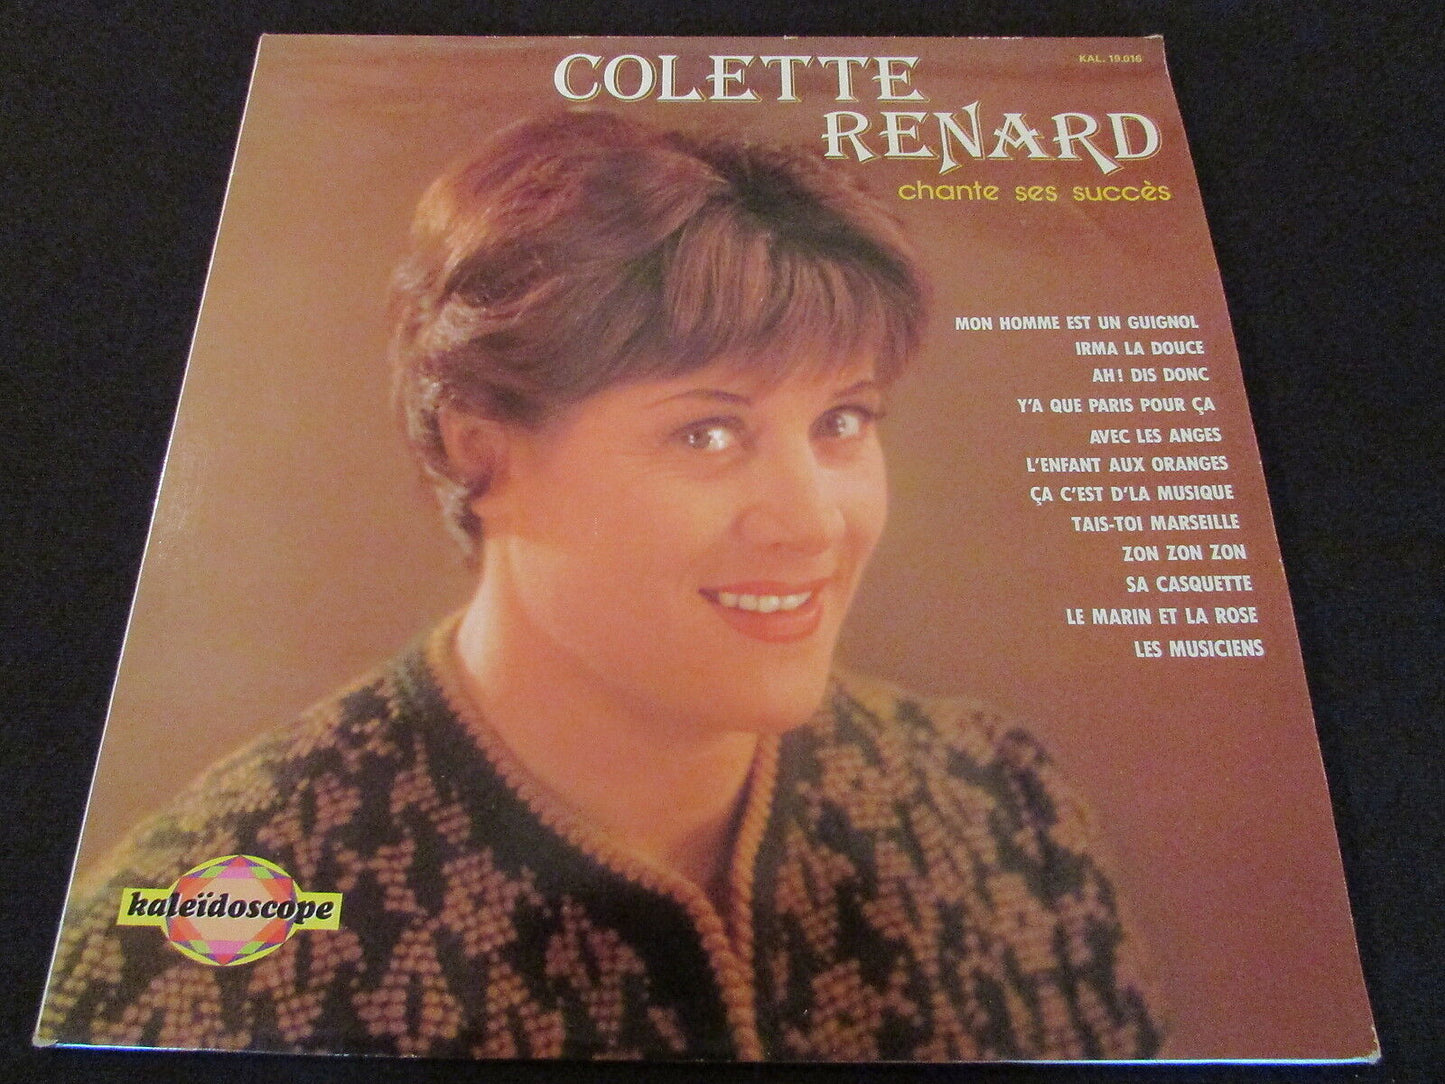 KAL. 19.016
COLETTE
RENARD
chante ses succès
MON HOMME EST UN GUIGNOL
IRMA LA DOUCE
AH! DIS DONC
Y'A QUE PARIS POUR ÇA
AVEC LES ANGES
L'ENFANT AUX ORANGES
ÇA C'EST D'LA MUSIQUE
TAIS-TOI MARSEILLE
ZON ZON ZON
SA CASQUETTE
LE MARIN ET LA ROSE
LES MUSICIENS
kaleïdoscope